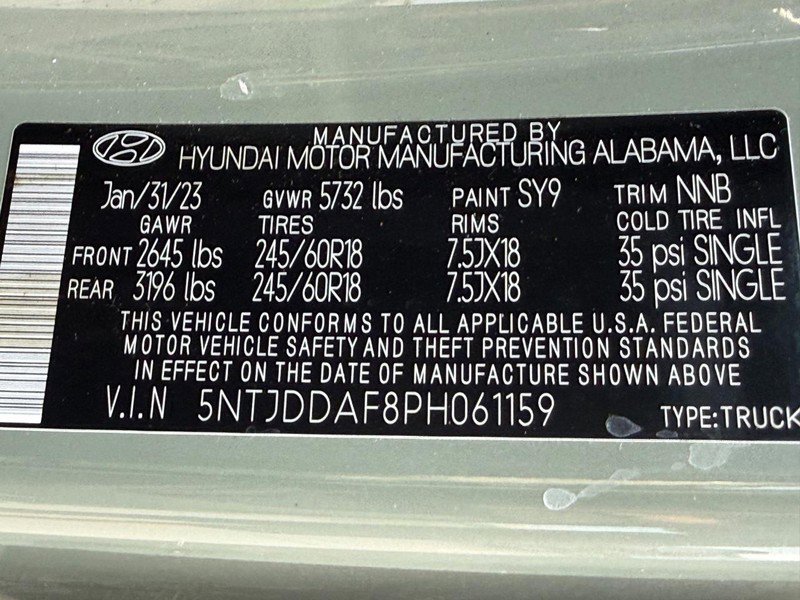 MANUFACTURED BY
HYUNDAI MOTOR MANUFACTURING ALABAMA, LLC
Jan/31/23 GVWR 5732 lbs PAINT SY9 TRIM NNB
GAWR TIRES RIMS COLD TIRE INFL
FRONT 2645 lbs 245/60R18 7.5JX18 35 psi SINGLE
REAR 3196 lbs 245/60R18 7.5JX18 35 psi SINGLE
THIS VEHICLE CONFORMS TO ALL APPLICABLE U.S.A. FEDERAL
MOTOR VEHICLE SAFETY AND THEFT PREVENTION STANDARDS
IN EFFECT ON THE DATE OF MANUFACTURE SHOWN ABOVE
V.I.N 5NTJDDAF8PH061159 TYPE:TRUCK